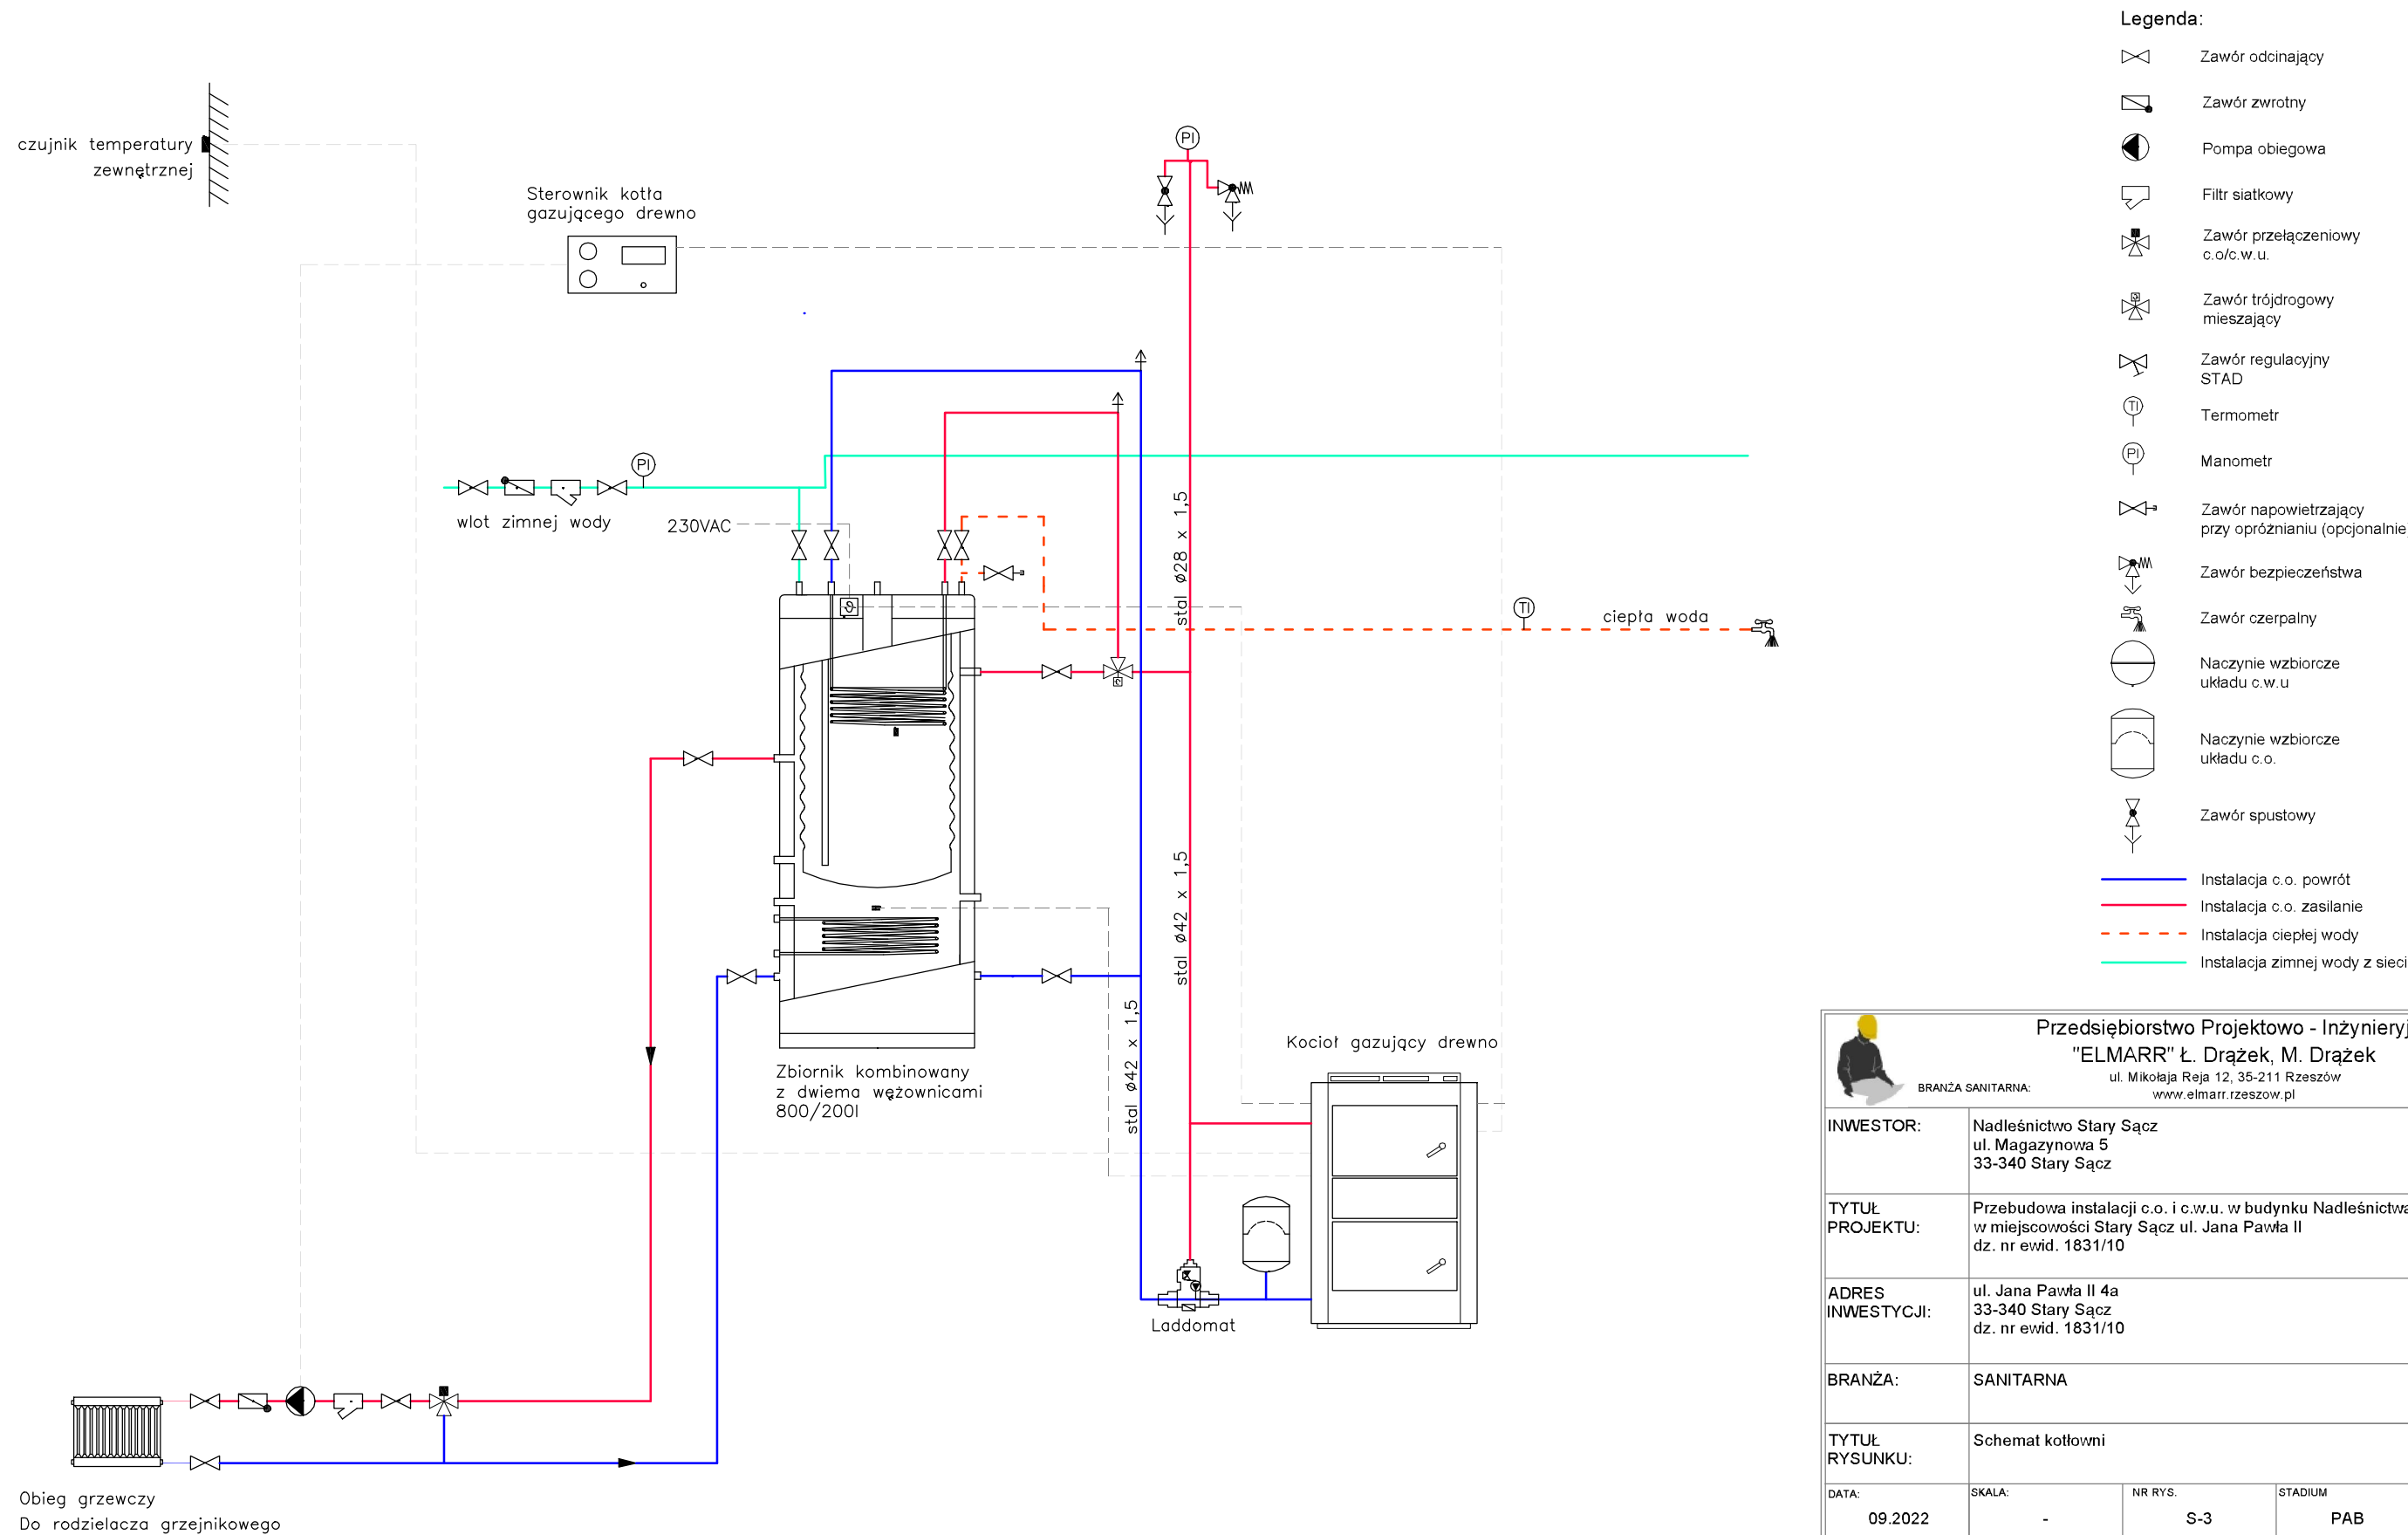 Legenda:
Zawór odcinający
Zawór zwrotny
Pompa obiegowa
Filtr siatkowy
Zawór przełączeniowy
c.o/c.w.u.
Zawór trójdrogowy
mieszający
Zawór regulacyjny
STAD
TI
Termometr
PI
Manometr
Zawór napowietrzający
przy opróżnianiu (opcjonalnie
Zawór bezpieczeństwa
Zawór czerpalny
Naczynie wzbiorcze
układu c.w.u
Naczynie wzbiorcze
układu c.o.
Zawór spustowy
Instalacja c.o. powrót
Instalacja c.o. zasilanie
Instalacja ciepłej wody
Instalacja zimnej wody z sieci
czujnik temperatury
zewnętrznej
Sterownik kotła
gazującego drewno
PI
PI
wlot zimnej wody
230VAC
stal ø28 x 1,5
TI
ciepła woda
stal ø42 x 1,5
stal ø42 x 1,5
Zbiornik kombinowany
z dwiema wężownicami
800/200l
Kocioł gazujący drewno
Laddomat
Obieg grzewczy
Do rodzielacza grzejnikowego
Przedsiębiorstwo Projektowo - Inżynieryj
"ELMARR" Ł. Drążek, M. Drążek
ul. Mikołaja Reja 12, 35-211 Rzeszów
www.elmarr.rzeszow.pl
BRANŻA SANITARNA:
INWESTOR:
Nadleśnictwo Stary Sącz
ul. Magazynowa 5
33-340 Stary Sącz
TYTUŁ
PROJEKTU:
Przebudowa instalacji c.o. i c.w.u. w budynku Nadleśnictwa
w miejscowości Stary Sącz ul. Jana Pawła II
dz. nr ewid. 1831/10
ADRES
INWESTYCJI:
ul. Jana Pawła II 4a
33-340 Stary Sącz
dz. nr ewid. 1831/10
BRANŻA:
SANITARNA
TYTUŁ
RYSUNKU:
Schemat kotłowni
DATA:
09.2022
SKALA:
-
NR RYS.
S-3
STADIUM
PAB